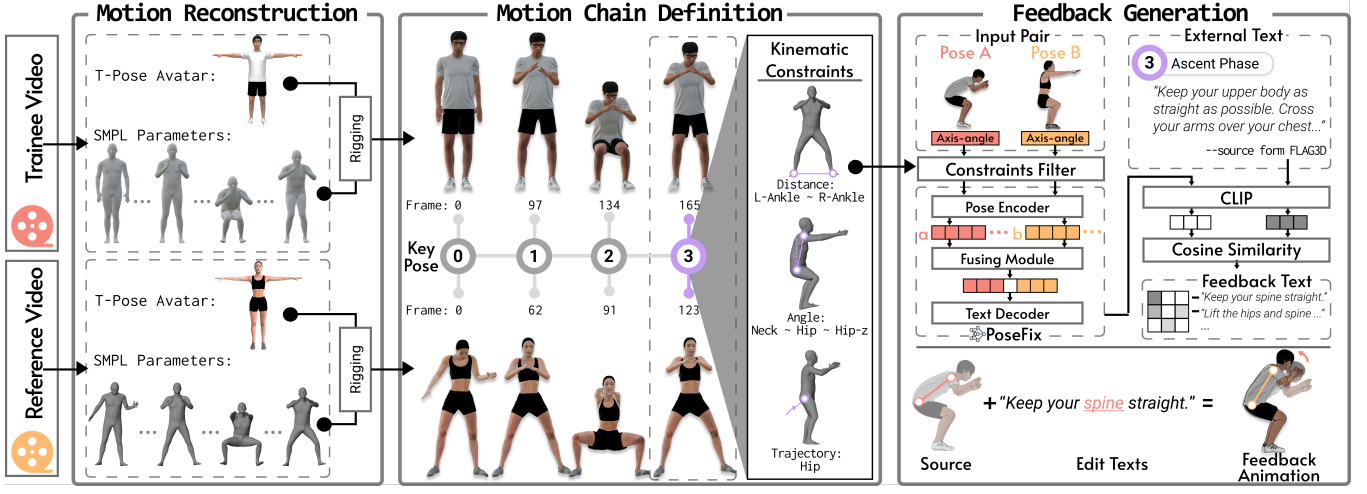 Motion Reconstruction
Trainee Video
T-Pose Avatar:
SMPL Parameters:
Rigging
Reference Video
T-Pose Avatar:
SMPL Parameters:
Rigging
Motion Chain Definition
Frame: 0 97 134 165
Key Pose
0 1 2 3
Frame: 0 62 91 123
Kinematic
Constraints
Distance:
L-Ankle ~ R-Ankle
Angle:
Neck ~ Hip ~ Hip-z
Trajectory:
Hip
Feedback Generation
Input Pair
Pose A Pose B
Axis-angle Axis-angle
Constraints Filter
Pose Encoder
a b
Fusing Module
Text Decoder
PoseFix
External Text
3 Ascent Phase
“Keep your upper body as
straight as possible. Cross
your arms over your chest...”
--source form FLAG3D
CLIP
Cosine Similarity
Feedback Text
“Keep your spine straight.”
“Lift the hips and spine ...”
...
+“Keep your spine straight.” =
Source
Edit Texts
Feedback
Animation